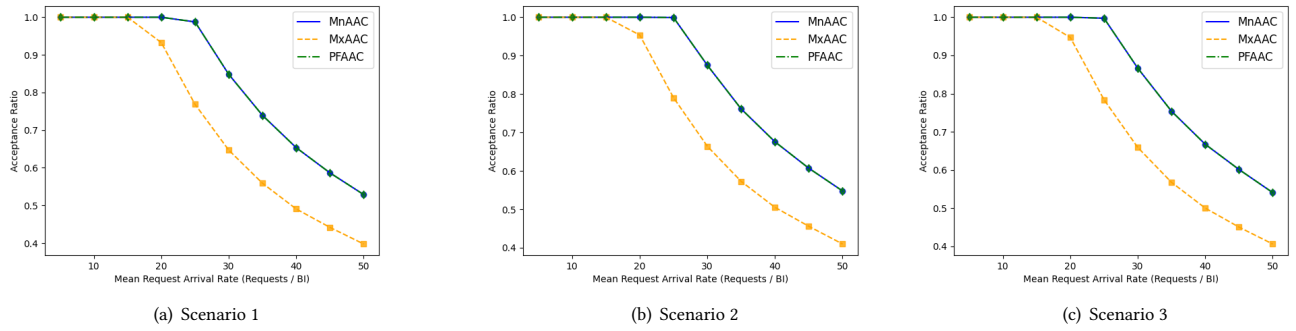 1.0
0.9
0.8
0.7
0.6
0.5
0.4
Acceptance Ratio
MnAAC
MxAAC
PFAAC
10
20
30
40
50
Mean Request Arrival Rate (Requests / BI)
(a) Scenario 1
1.0
0.9
0.8
0.7
0.6
0.5
0.4
Acceptance Ratio
MnAAC
MxAAC
PFAAC
10
20
30
40
50
Mean Request Arrival Rate (Requests / BI)
(b) Scenario 2
1.0
0.9
0.8
0.7
0.6
0.5
0.4
Acceptance Ratio
MnAAC
MxAAC
PFAAC
10
20
30
40
50
Mean Request Arrival Rate (Requests / BI)
(c) Scenario 3